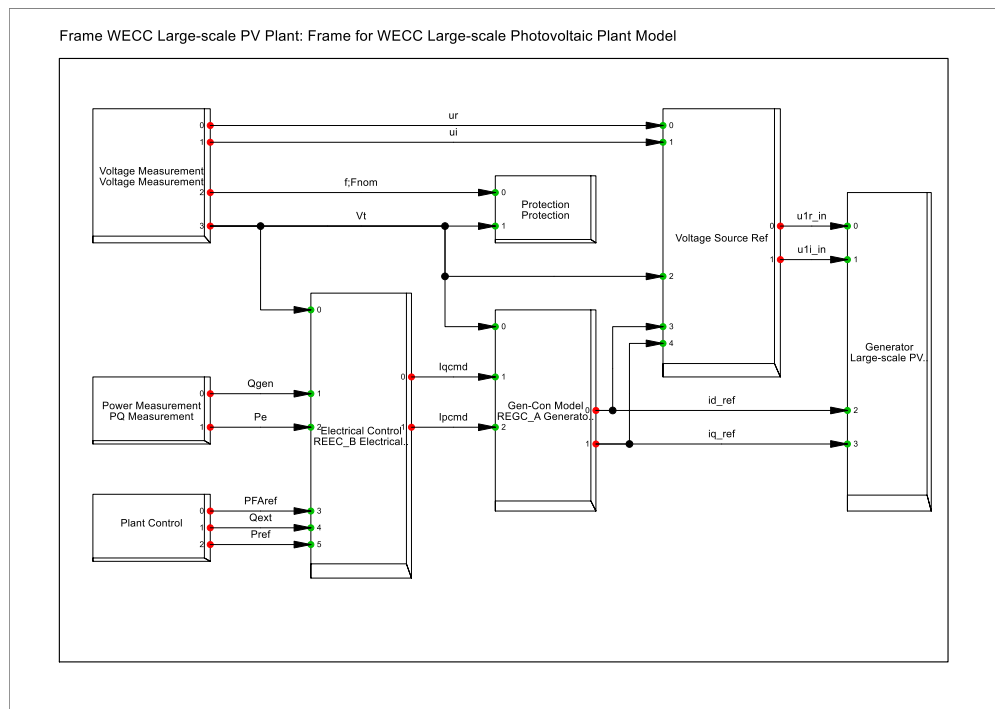 Frame WECC Large-scale PV Plant: Frame for WECC Large-scale Photovoltaic Plant Model
Voltage Measurement
Voltage Measurement
0
1
2
3
ur
ui
f;Fnom
Vt
Protection
Protection
0
1
Voltage Source Ref
0
1
2
3
4
0
1
u1r_in
u1i_in
Generator
Large-scale PV..
0
1
2
3
Power Measurement
PQ Measurement
0
1
Qgen
Pe
Plant Control
0
1
2
PFAref
Qext
Pref
Electrical Control
REEC_B Electrical..
0
1
2
3
4
5
0
1
Iqcmd
Ipcmd
Gen-Con Model
REGC_A Generato..
0
1
2
0
1
id_ref
iq_ref